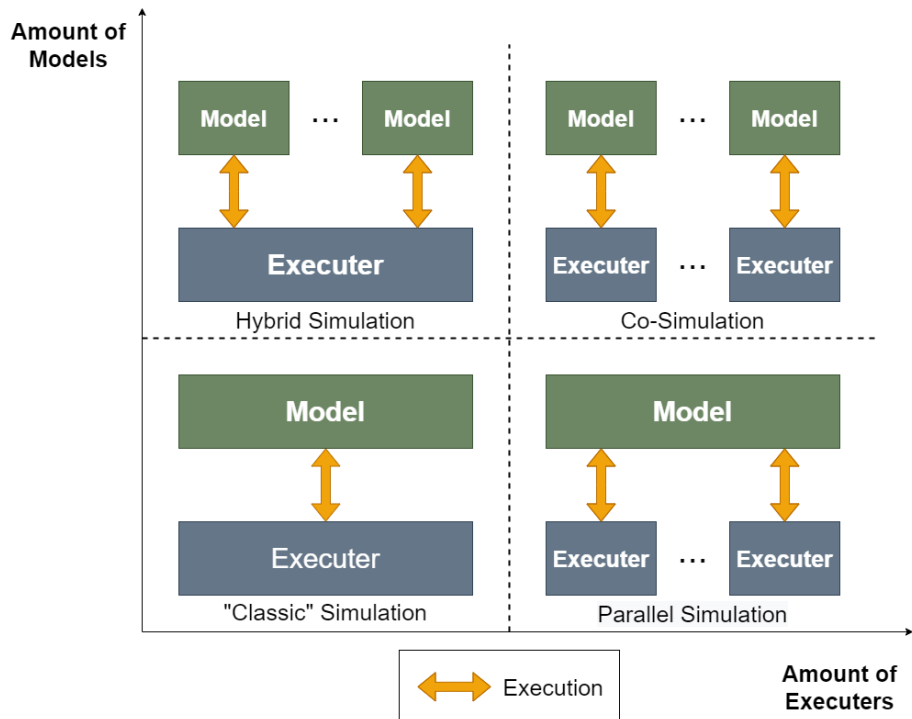 Amount of
Models
Model ... Model
Model ... Model
Executer
Executer ... Executer
Hybrid Simulation
Co-Simulation
Model
Model
Executer
Executer ... Executer
"Classic" Simulation
Parallel Simulation
Execution
Amount of
Executers